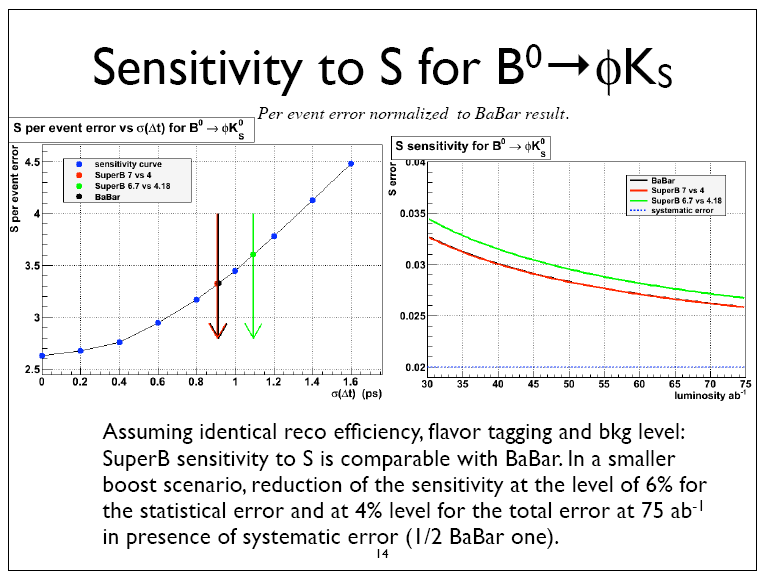 Sensitivity to S for B⁰→ϕKs
Per event error normalized to BaBar result.
S per event error vs σ(Δt) for B⁰ → ϕK⁰S
S per event error
4.5
4
3.5
3
2.5
sensitivity curve
SuperB 7 vs 4
SuperB 6.7 vs 4.18
BaBar
0 0.2 0.4 0.6 0.8 1 1.2 1.4 1.6
σ(Δt) (ps)
S sensitivity for B⁰ → ϕK⁰S
S error
0.04
0.035
0.03
0.025
0.02
BaBar
SuperB 7 vs 4
SuperB 6.7 vs 4.18
systematic error
30 35 40 45 50 55 60 65 70 75
luminosity ab⁻¹
Assuming identical reco efficiency, flavor tagging and bkg level:
SuperB sensitivity to S is comparable with BaBar. In a smaller
boost scenario, reduction of the sensitivity at the level of 6% for
the statistical error and at 4% level for the total error at 75 ab⁻¹
in presence of systematic error (1/2 BaBar one).
14